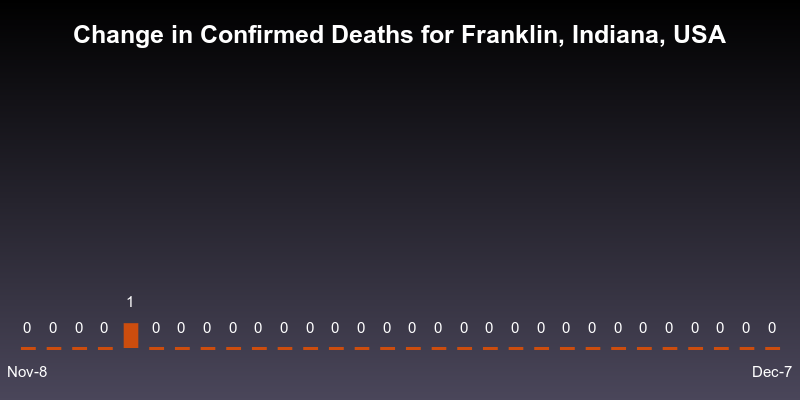 Change in Confirmed Deaths for Franklin, Indiana, USA
1
0 0 0 0 0 0 0 0 0 0 0 0 0 0 0 0 0 0 0 0 0 0 0 0 0 0 0 0 0
Nov-8 Dec-7